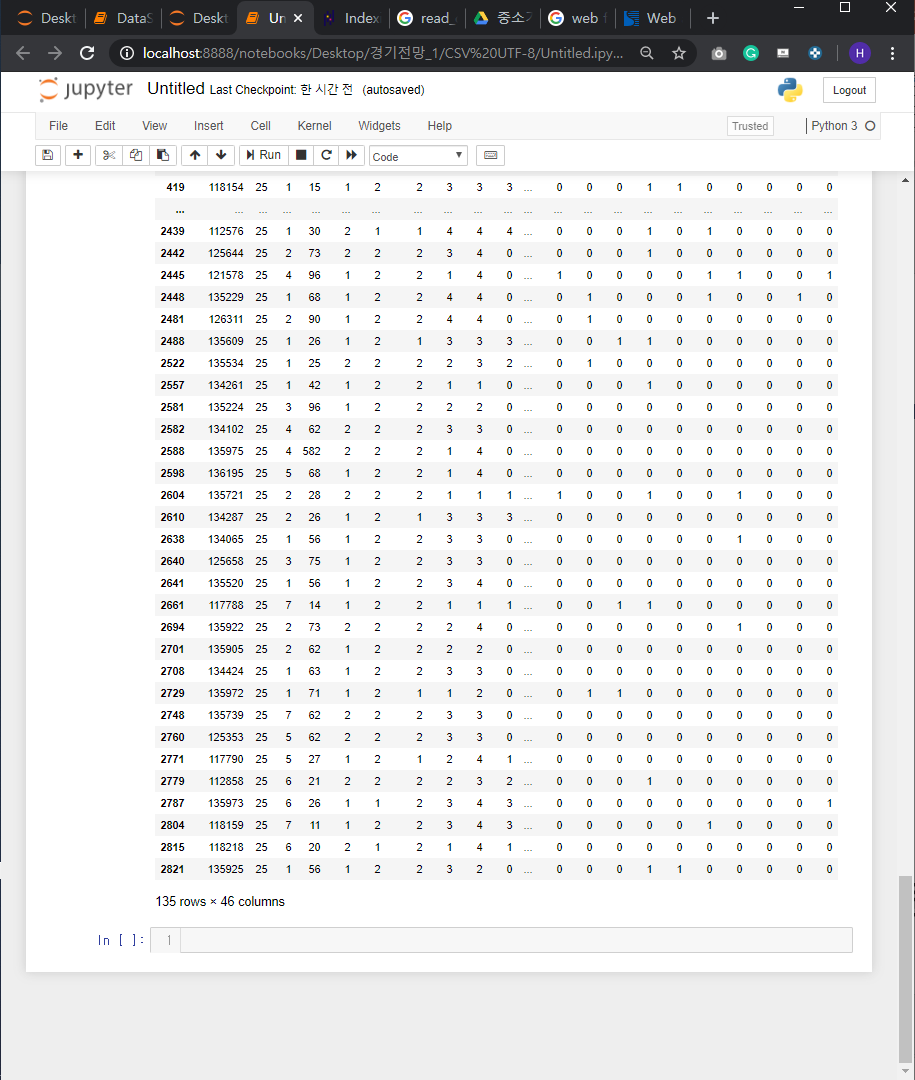 Deskt DataS Deskt Un Index read_ 중소기 web f Web
localhost:8888/notebooks/Desktop/경기전망_1/CSV%20UTF-8/Untitled.ipy...
H
jupyter Untitled Last Checkpoint: 한 시간 전 (autosaved) Logout
File Edit View Insert Cell Kernel Widgets Help Trusted Python 3
Run Code
419 118154 25 1 15 1 2 2 3 3 3 ... 0 0 0 1 1 0 0 0 0 0
... ... ... ... ... ... ... ... ... ... ... ... ... ... ... ... ... ... ... ... ... ...
2439 112576 25 1 30 2 1 1 4 4 4 ... 0 0 0 1 0 1 0 0 0 0
2442 125644 25 2 73 2 2 2 3 4 0 ... 0 0 0 1 0 0 0 0 0 0
2445 121578 25 4 96 1 2 2 1 4 0 ... 1 0 0 0 0 1 1 0 0 1
2448 135229 25 1 68 1 2 2 4 4 0 ... 0 1 0 0 0 1 0 0 1 0
2481 126311 25 2 90 1 2 2 4 4 0 ... 0 1 0 0 0 0 0 0 0 0
2488 135609 25 1 26 1 2 1 3 3 3 ... 0 0 1 1 0 0 0 0 0 0
2522 135534 25 1 25 2 2 2 2 3 2 ... 0 1 0 0 0 0 0 0 0 0
2557 134261 25 1 42 1 2 2 1 1 0 ... 0 0 0 1 0 0 0 0 0 0
2581 135224 25 3 96 1 2 2 2 2 0 ... 0 0 0 0 0 0 0 0 0 0
2582 134102 25 4 62 2 2 2 3 3 0 ... 0 0 0 0 0 0 0 0 0 0
2588 135975 25 4 582 2 2 2 1 4 0 ... 0 0 0 0 0 0 0 0 0 0
2598 136195 25 5 68 1 2 2 1 4 0 ... 0 0 0 0 0 0 0 0 0 0
2604 135721 25 2 28 2 2 2 1 1 1 ... 1 0 0 1 0 0 1 0 0 0
2610 134287 25 2 26 1 2 1 3 3 3 ... 0 0 0 0 0 0 0 0 0 0
2638 134065 25 1 56 1 2 2 3 3 0 ... 0 0 0 0 0 0 1 0 0 0
2640 125658 25 3 75 1 2 2 3 3 0 ... 0 0 0 0 0 0 0 0 0 0
2641 135520 25 1 56 1 2 2 3 4 0 ... 0 0 0 0 0 0 0 0 0 0
2661 117788 25 7 14 1 2 2 1 1 1 ... 0 0 1 1 0 0 0 0 0 0
2694 135922 25 2 73 2 2 2 2 4 0 ... 0 0 0 0 0 0 1 0 0 0
2701 135905 25 2 62 1 2 2 2 2 0 ... 0 0 0 0 0 0 0 0 0 0
2708 134424 25 1 63 1 2 2 3 3 0 ... 0 0 0 0 0 0 0 0 0 0
2729 135972 25 1 71 1 2 1 1 2 0 ... 0 1 1 0 0 0 0 0 0 0
2748 135739 25 7 62 2 2 2 3 3 0 ... 0 0 0 0 0 0 0 0 0 0
2760 125353 25 5 62 2 2 2 3 3 0 ... 0 0 0 0 0 0 0 0 0 0
2771 117790 25 5 27 1 2 1 2 4 1 ... 0 0 0 0 0 0 0 0 0 0
2779 112858 25 6 21 2 2 2 2 3 2 ... 0 0 0 1 0 0 0 0 0 0
2787 135973 25 6 26 1 1 2 3 4 3 ... 0 0 0 0 0 0 0 0 0 1
2804 118159 25 7 11 1 2 2 3 4 3 ... 0 0 0 0 0 1 0 0 0 0
2815 118218 25 6 20 2 1 2 1 4 1 ... 0 0 0 0 0 0 0 0 0 0
2821 135925 25 1 56 1 2 2 3 2 0 ... 0 0 0 1 1 0 0 0 0 0
135 rows × 46 columns
In [ ]: 1